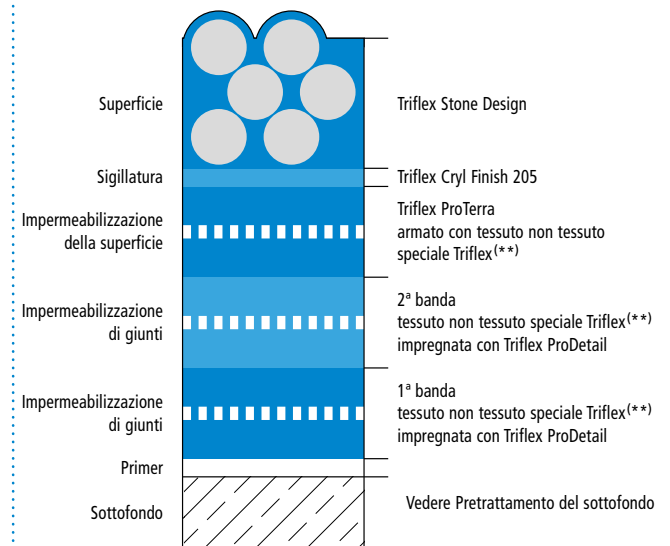 Superficie
Triflex Stone Design
Sigillatura
Triflex Cryl Finish 205
Impermeabilizzazione
della superficie
Triflex ProTerra
armato con tessuto non tessuto
speciale Triflex(**)
Impermeabilizzazione
di giunti
2ª banda
tessuto non tessuto speciale Triflex(**)
impregnata con Triflex ProDetail
Impermeabilizzazione
di giunti
1ª banda
tessuto non tessuto speciale Triflex(**)
impregnata con Triflex ProDetail
Primer
Sottofondo
Vedere Pretrattamento del sottofondo